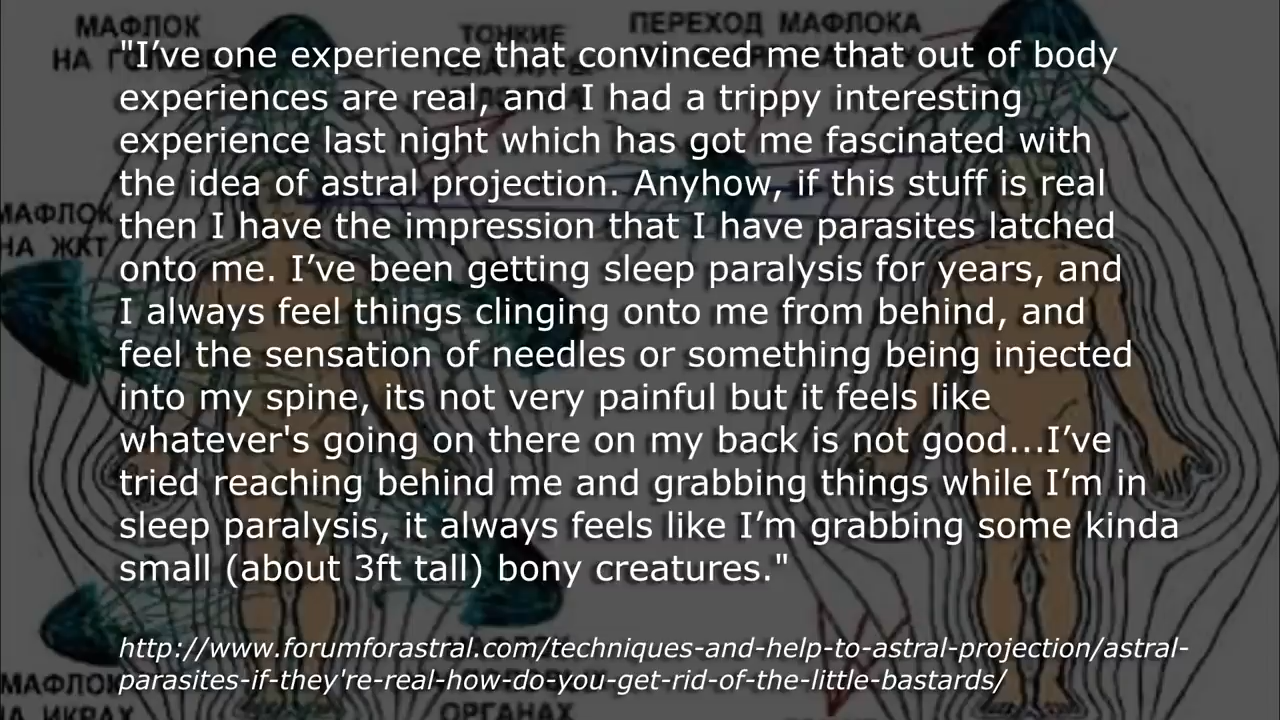 МАФЛОК
НА Г
ТОНКИЕ
ПЕРЕХОД МАФЛОКА
"I’ve one experience that convinced me that out of body
experiences are real, and I had a trippy interesting
experience last night which has got me fascinated with
the idea of astral projection. Anyhow, if this stuff is real
then I have the impression that I have parasites latched
onto me. I’ve been getting sleep paralysis for years, and
I always feel things clinging onto me from behind, and
feel the sensation of needles or something being injected
into my spine, its not very painful but it feels like
whatever's going on there on my back is not good...I’ve
tried reaching behind me and grabbing things while I’m in
sleep paralysis, it always feels like I’m grabbing some kinda
small (about 3ft tall) bony creatures."
МАФЛОК
НА ЖКТ
http://www.forumforastral.com/techniques-and-help-to-astral-projection/astral-
parasites-if-they're-real-how-do-you-get-rid-of-the-little-bastards/
МАФЛОК
НА ИКРАХ
ОРГАНАХ